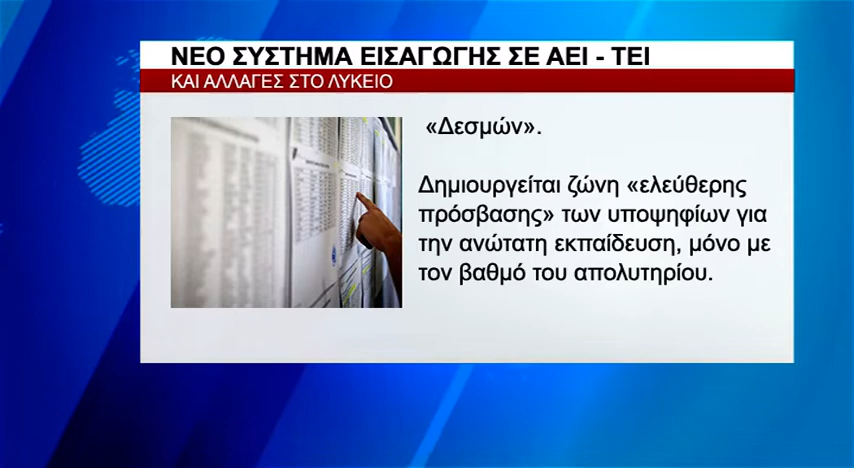 ΝΕΟ ΣΥΣΤΗΜΑ ΕΙΣΑΓΩΓΗΣ ΣΕ ΑΕΙ - ΤΕΙ
ΚΑΙ ΑΛΛΑΓΕΣ ΣΤΟ ΛΥΚΕΙΟ
«Δεσμών».
Δημιουργείται ζώνη «ελεύθερης
πρόσβασης» των υποψηφίων για
την ανώτατη εκπαίδευση, μόνο με
τον βαθμό του απολυτηρίου.